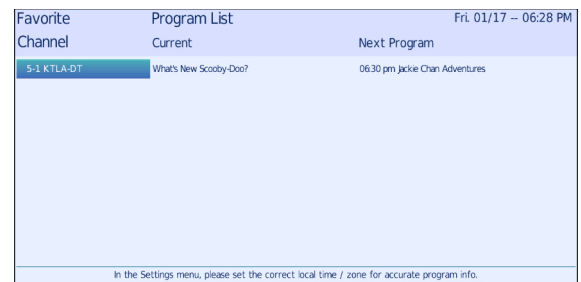 Favorite Program List Fri. 01/17 -- 06:28 PM
Channel Current Next Program
5-1 KTLA-DT What's New Scooby-Doo? 06:30 pm Jackie Chan Adventures
In the Settings menu, please set the correct local time / zone for accurate program info.